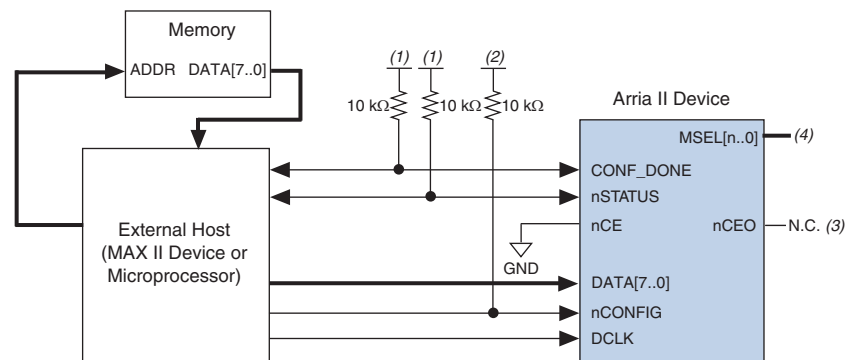 Memory
ADDR DATA[7..0]
(1) (1) (2)
10 kΩ 10 kΩ 10 kΩ
Arria II Device
MSEL[n..0] (4)
CONF_DONE
nSTATUS
nCE nCEO N.C. (3)
GND
External Host
(MAX II Device or
Microprocessor)
DATA[7..0]
nCONFIG
DCLK